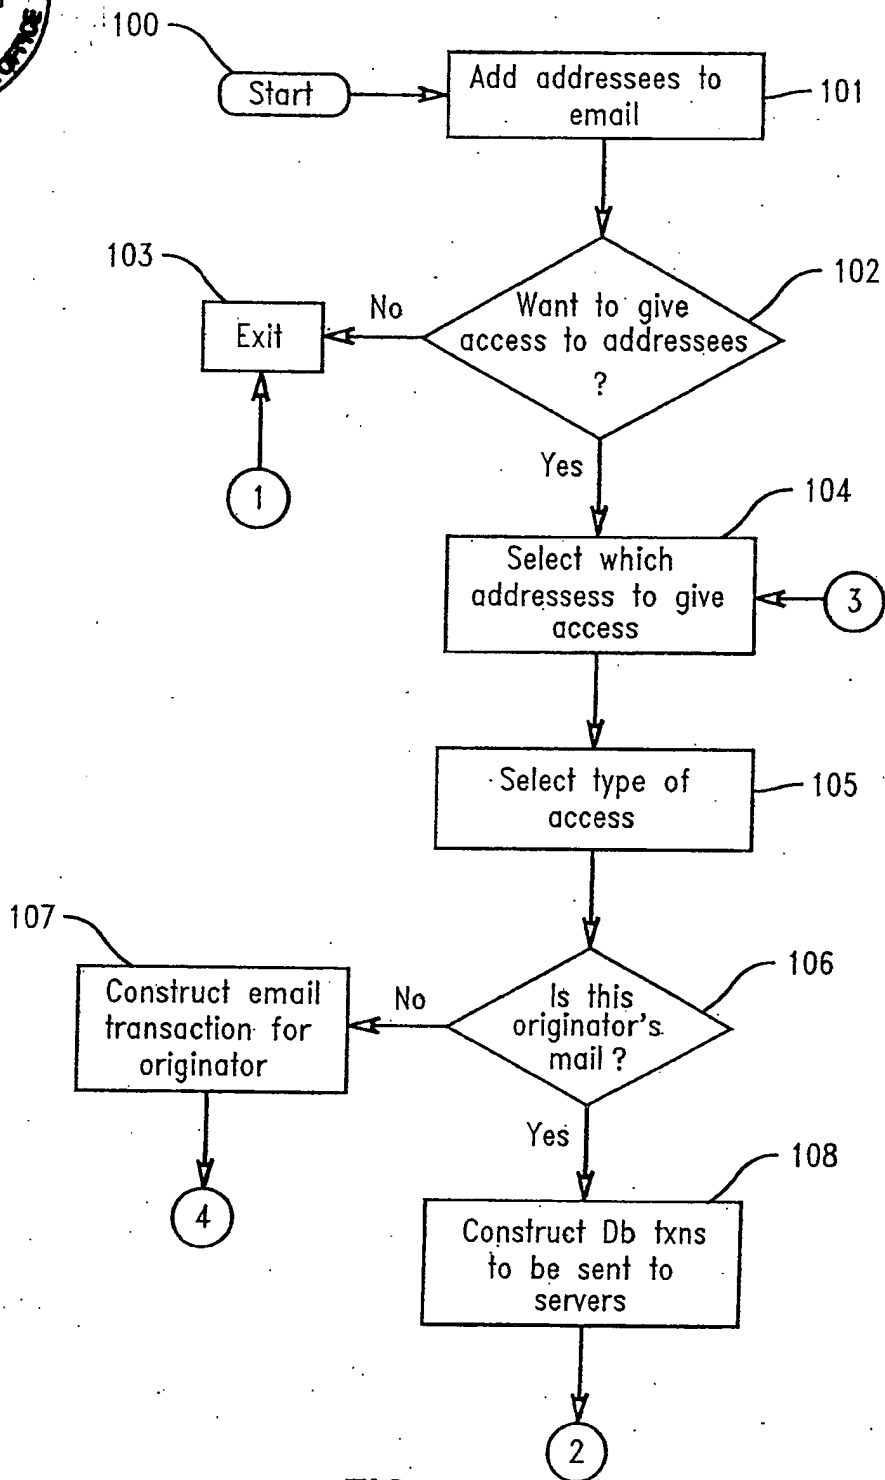 OFFICE
100
Start
Add addressees to
email
101
103
102
No
Want to give
access to addressees
?
Exit
1
Yes
104
Select which
addressess to give
access
3
Select type of
access
105
107
106
Construct email
transaction for
originator
No
Is this
originator's
mail ?
Yes
108
4
Construct Db txns
to be sent to
servers
2